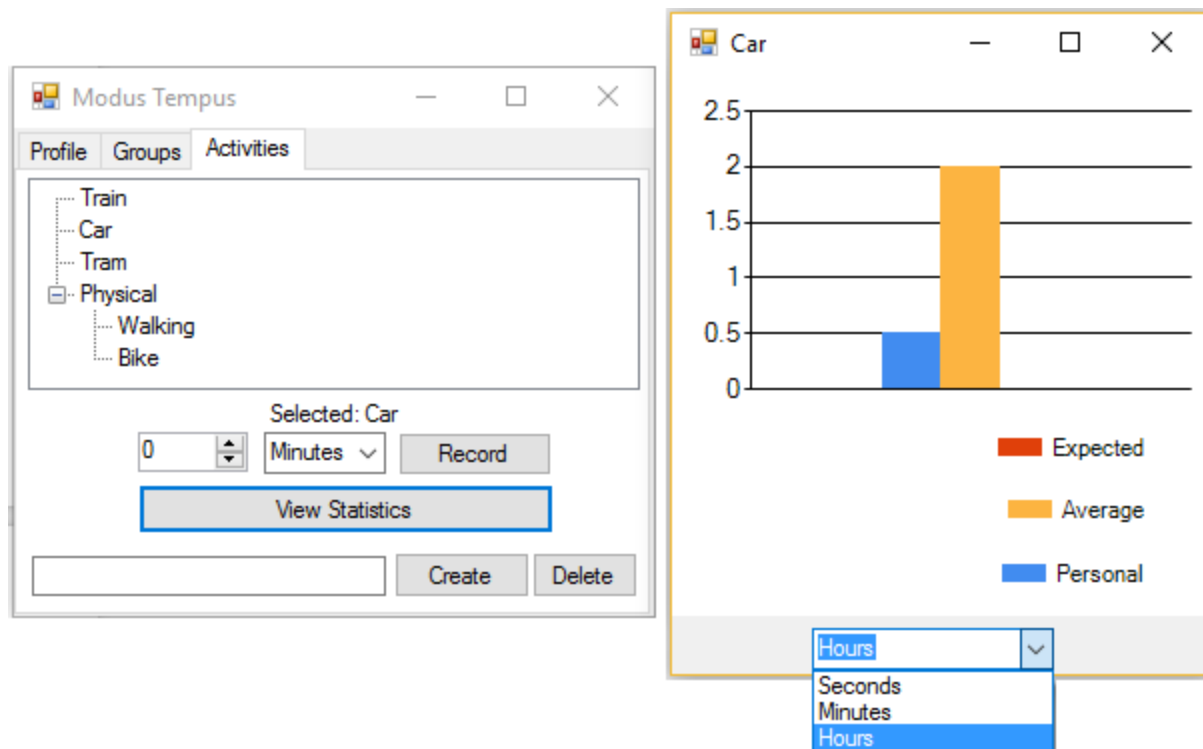 Modus Tempus
Profile Groups Activities
Train
Car
Tram
Physical
Walking
Bike
Selected: Car
0 Minutes Record
View Statistics
Create Delete
Car
2.5
2
1.5
1
0.5
0
Expected
Average
Personal
Hours
Seconds
Minutes
Hours